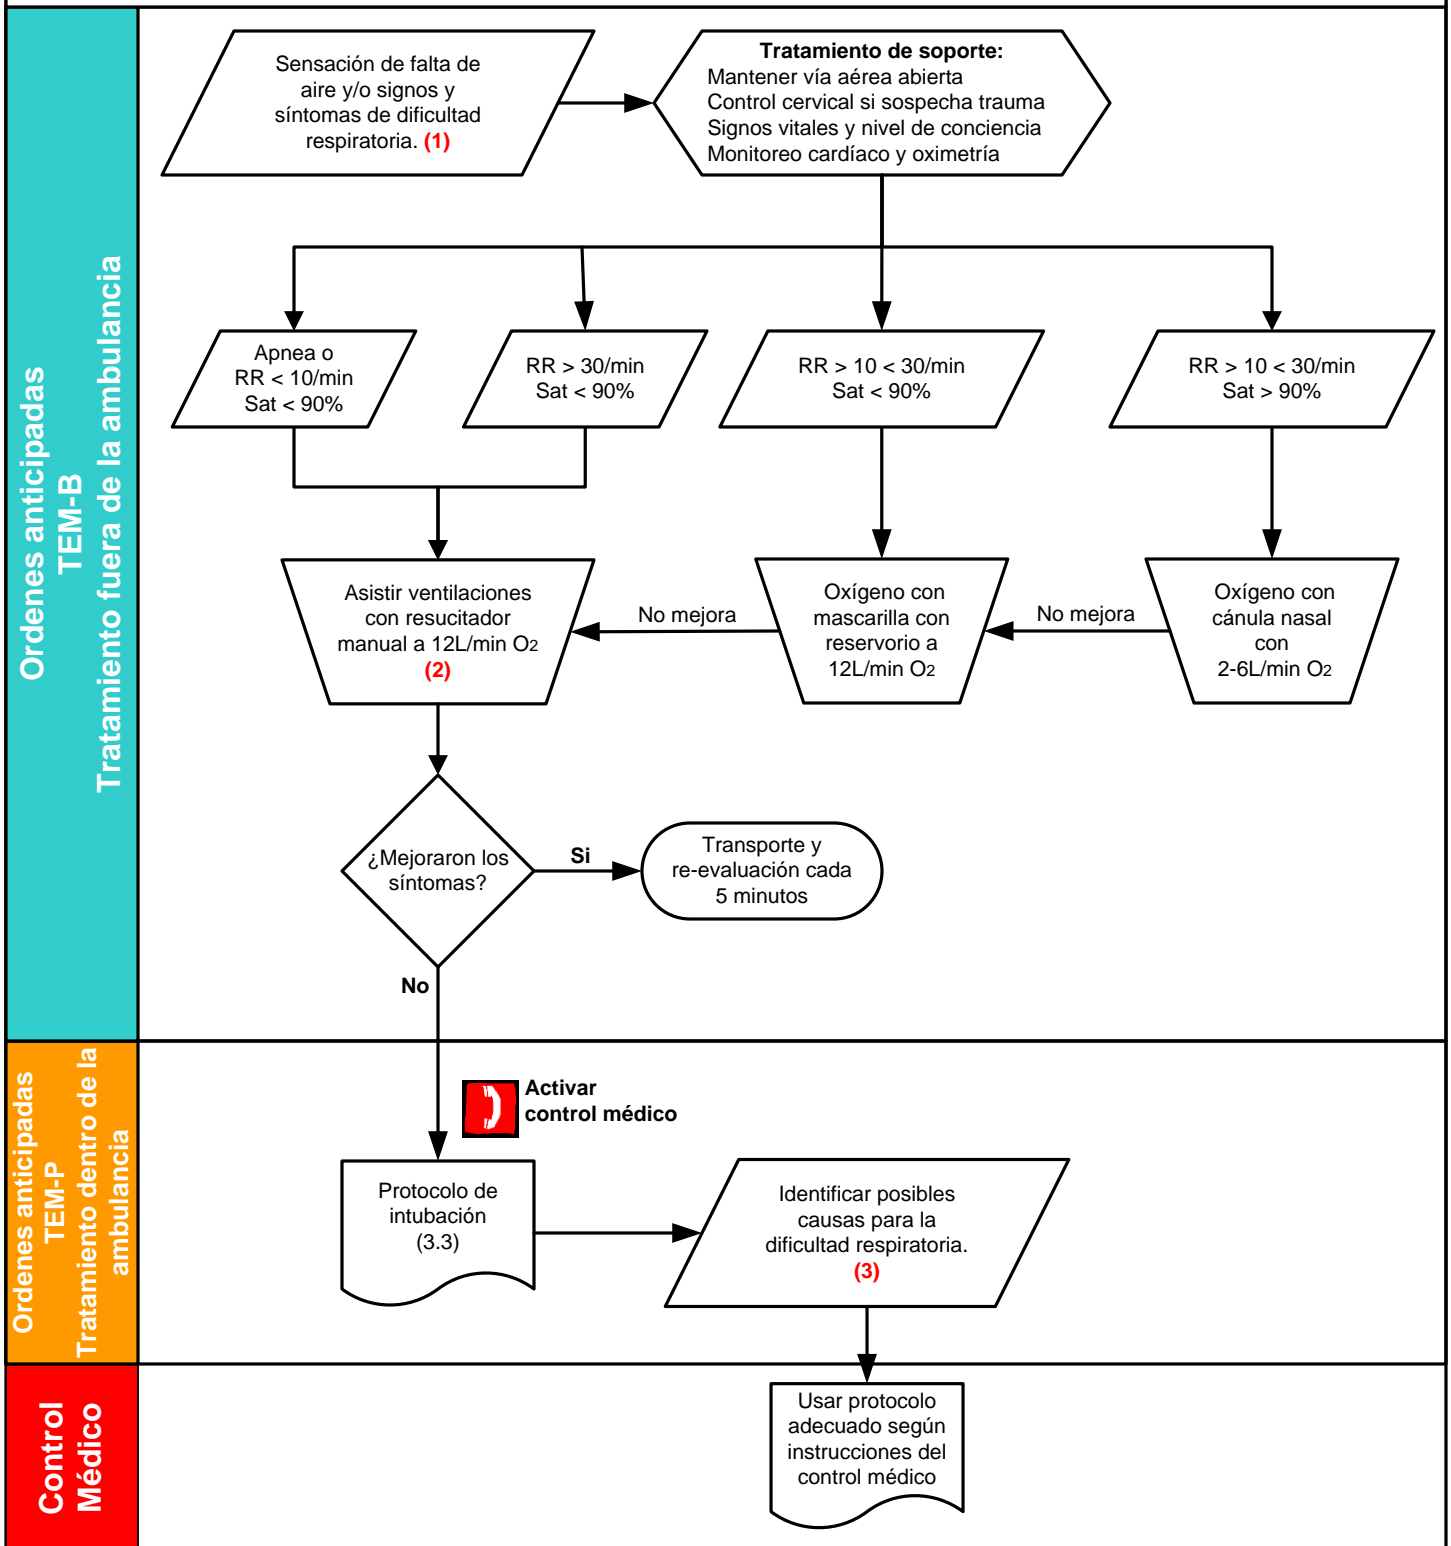 Ordenes anticipadas
TEM-B
Tratamiento fuera de la ambulancia
Sensación de falta de
aire y/o signos y
síntomas de dificultad
respiratoria. (1)
Tratamiento de soporte:
Mantener vía aérea abierta
Control cervical si sospecha trauma
Signos vitales y nivel de conciencia
Monitoreo cardíaco y oximetría
Apnea o
RR < 10/min
Sat < 90%
RR > 30/min
Sat < 90%
RR > 10 < 30/min
Sat < 90%
RR > 10 < 30/min
Sat > 90%
Asistir ventilaciones
con resucitador
manual a 12L/min O2
(2)
No mejora
Oxígeno con
mascarilla con
reservorio a
12L/min O2
No mejora
Oxígeno con
cánula nasal
con
2-6L/min O2
¿Mejoraron los
síntomas?
Si
Transporte y
re-evaluación cada
5 minutos
No
Ordenes anticipadas
TEM-P
Tratamiento dentro de la
ambulancia
Activar
control médico
Protocolo de
intubación
(3.3)
Identificar posibles
causas para la
dificultad respiratoria.
(3)
Control
Médico
Usar protocolo
adecuado según
instrucciones del
control médico